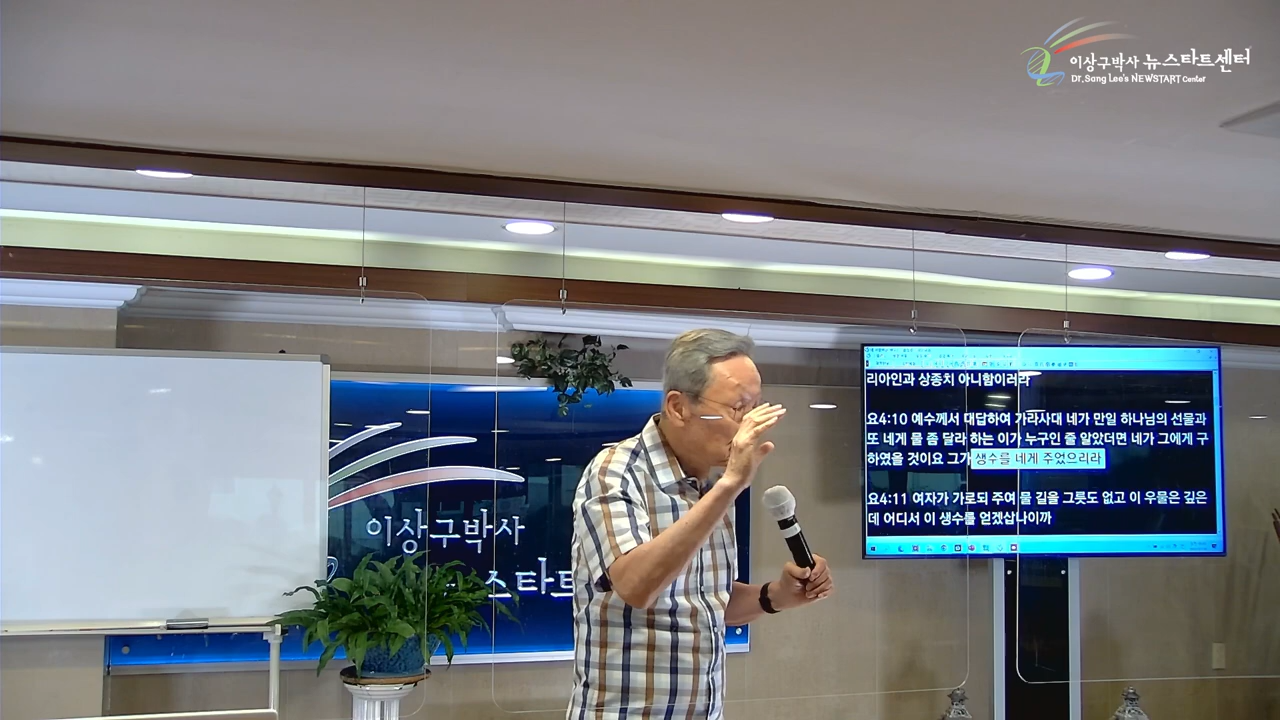 이상구박사 뉴스타트센터
Dr. Sang Lee's NEWSTART Center
리아인과 상종치 아니함이러라
요4:10 예수께서 대답하여 가라사대 네가 만일 하나님의 선물과
또 네게 물 좀 달라 하는 이가 누구인 줄 알았더면 네가 그에게 구
하였을 것이요 그가 생수를 네게 주었으리라
요4:11 여자가 가로되 주여 물 길을 그릇도 없고 이 우물은 깊은
데 어디서 이 생수를 얻겠삽나이까
이상구박사
스타트